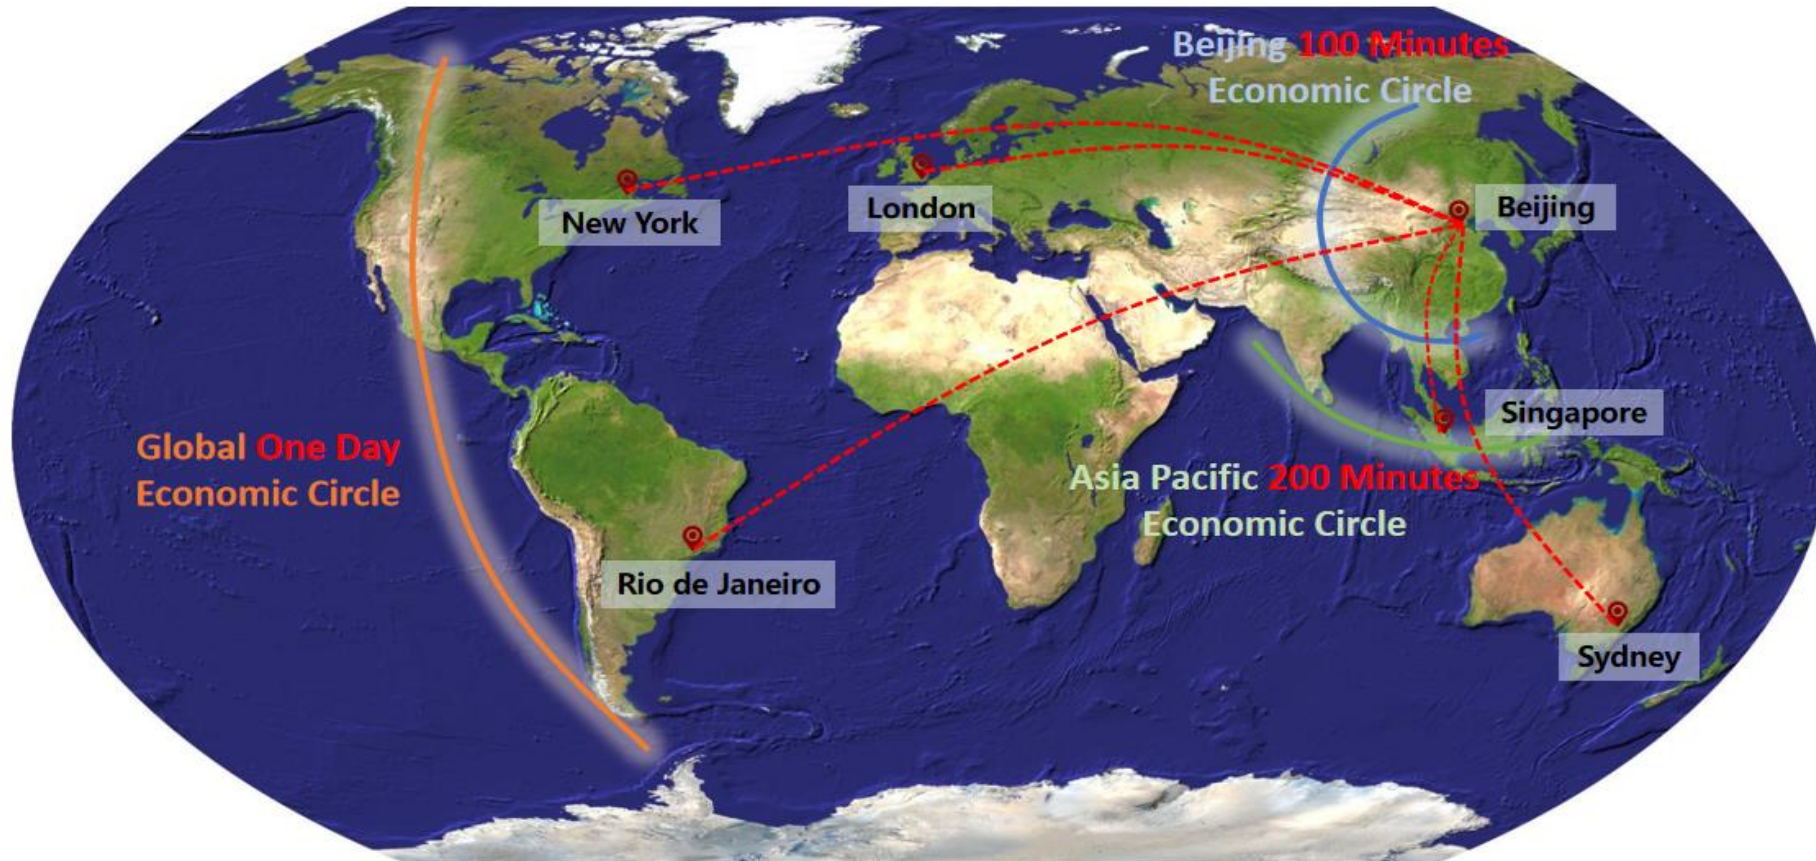 Beijing 100 Minutes
Economic Circle
New York
London
Beijing
Singapore
Global One Day
Economic Circle
Asia Pacific 200 Minutes
Economic Circle
Rio de Janeiro
Sydney